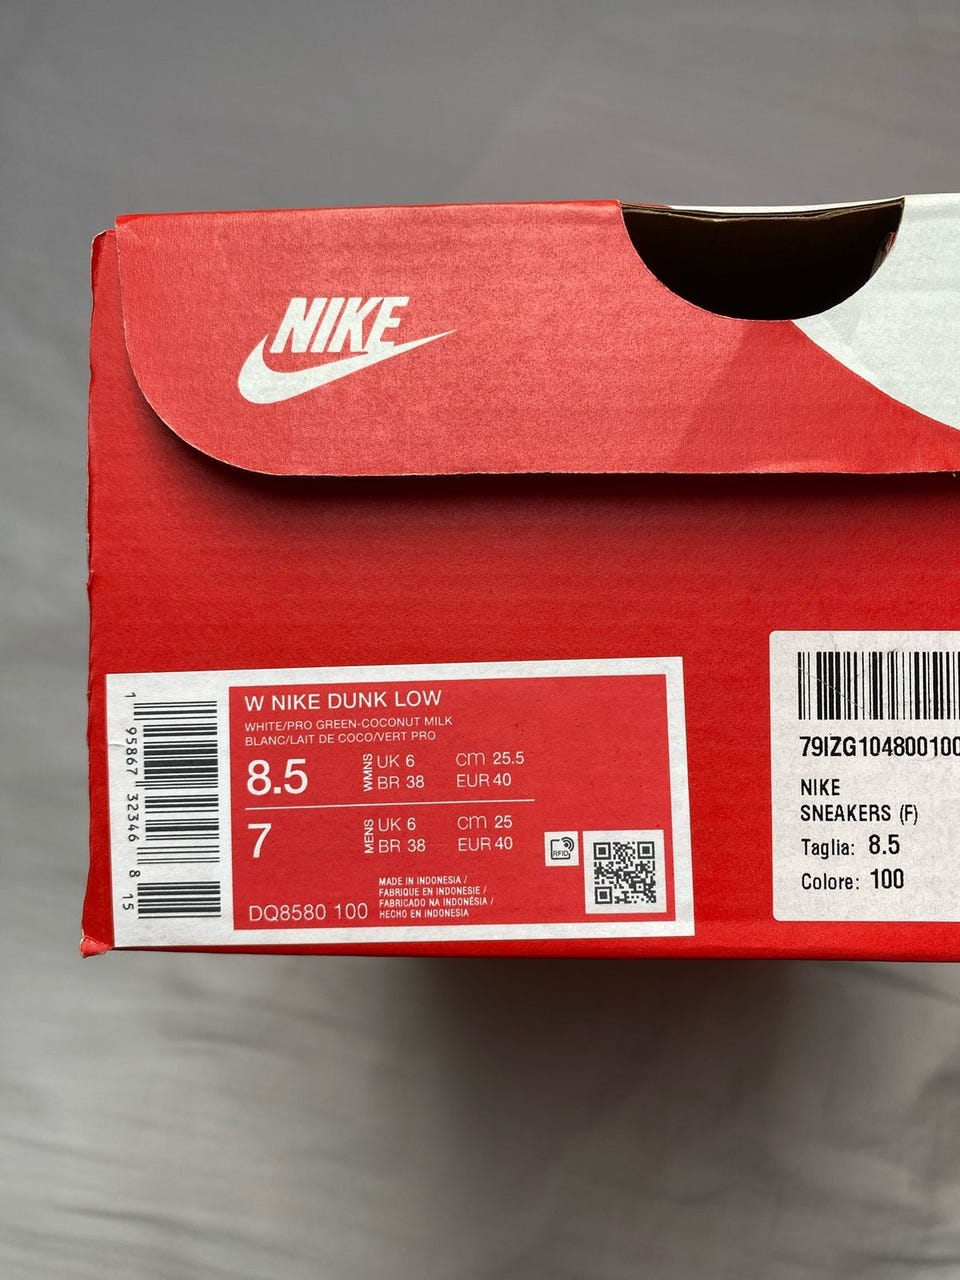 NIKE
1 95867 32346 8 15
W NIKE DUNK LOW
WHITE/PRO GREEN-COCONUT MILK
BLANC/LAIT DE COCO/VERT PRO
8.5 WMNS UK 6 cm 25.5
BR 38 EUR 40
7 MENS UK 6 cm 25
BR 38 EUR 40
RFID
MADE IN INDONESIA /
FABRIQUE EN INDONESIE /
FABRICADO NA INDONÉSIA /
DQ8580 100 HECHO EN INDONESIA
79IZG104800100
NIKE
SNEAKERS (F)
Taglia: 8.5
Colore: 100